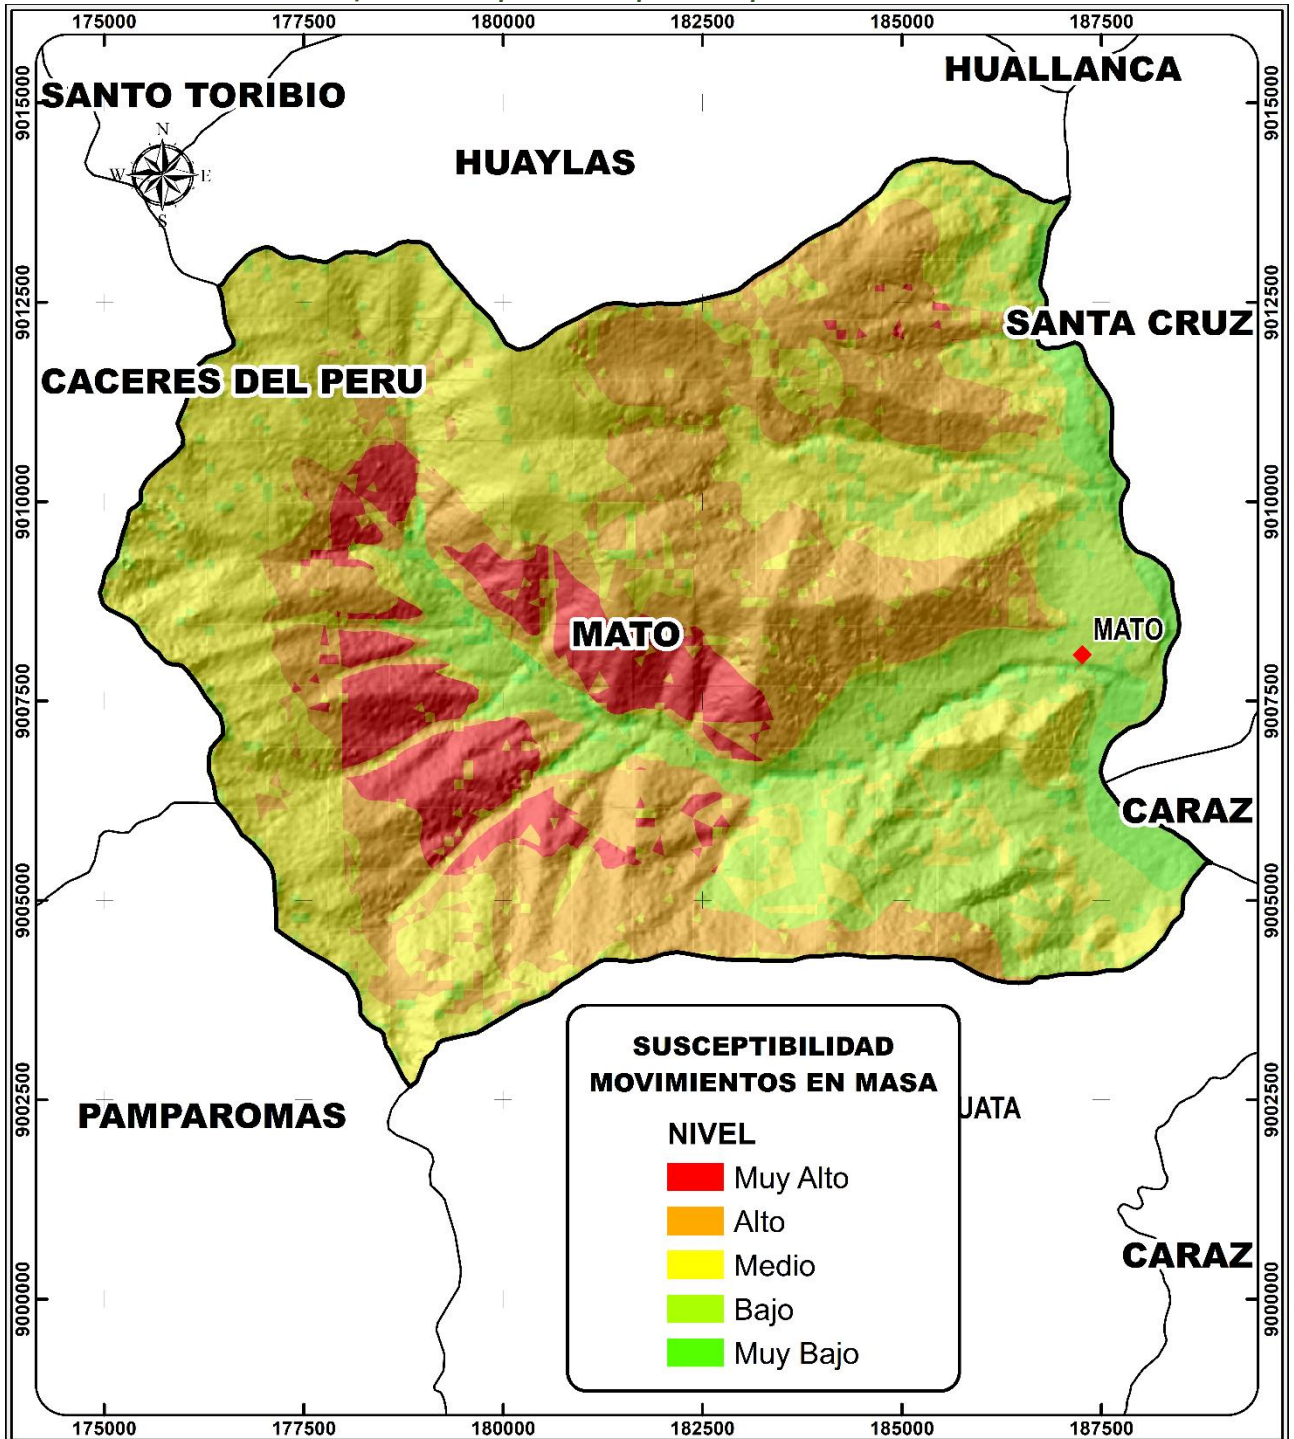 175000 177500 180000 182500 185000 187500
HUALLANCA
SANTO TORIBIO
9015000 9015000
N
W E
S
HUAYLAS
9012500 9012500
SANTA CRUZ
CACERES DEL PERU
9010000 9010000
MATO
MATO
9007500 9007500
CARAZ
9005000 9005000
SUSCEPTIBILIDAD
MOVIMIENTOS EN MASA
PAMPAROMAS
UATA
9002500 9002500
NIVEL
Muy Alto
Alto
Medio
CARAZ
Bajo
9000000 9000000
Muy Bajo
175000 177500 180000 182500 185000 187500